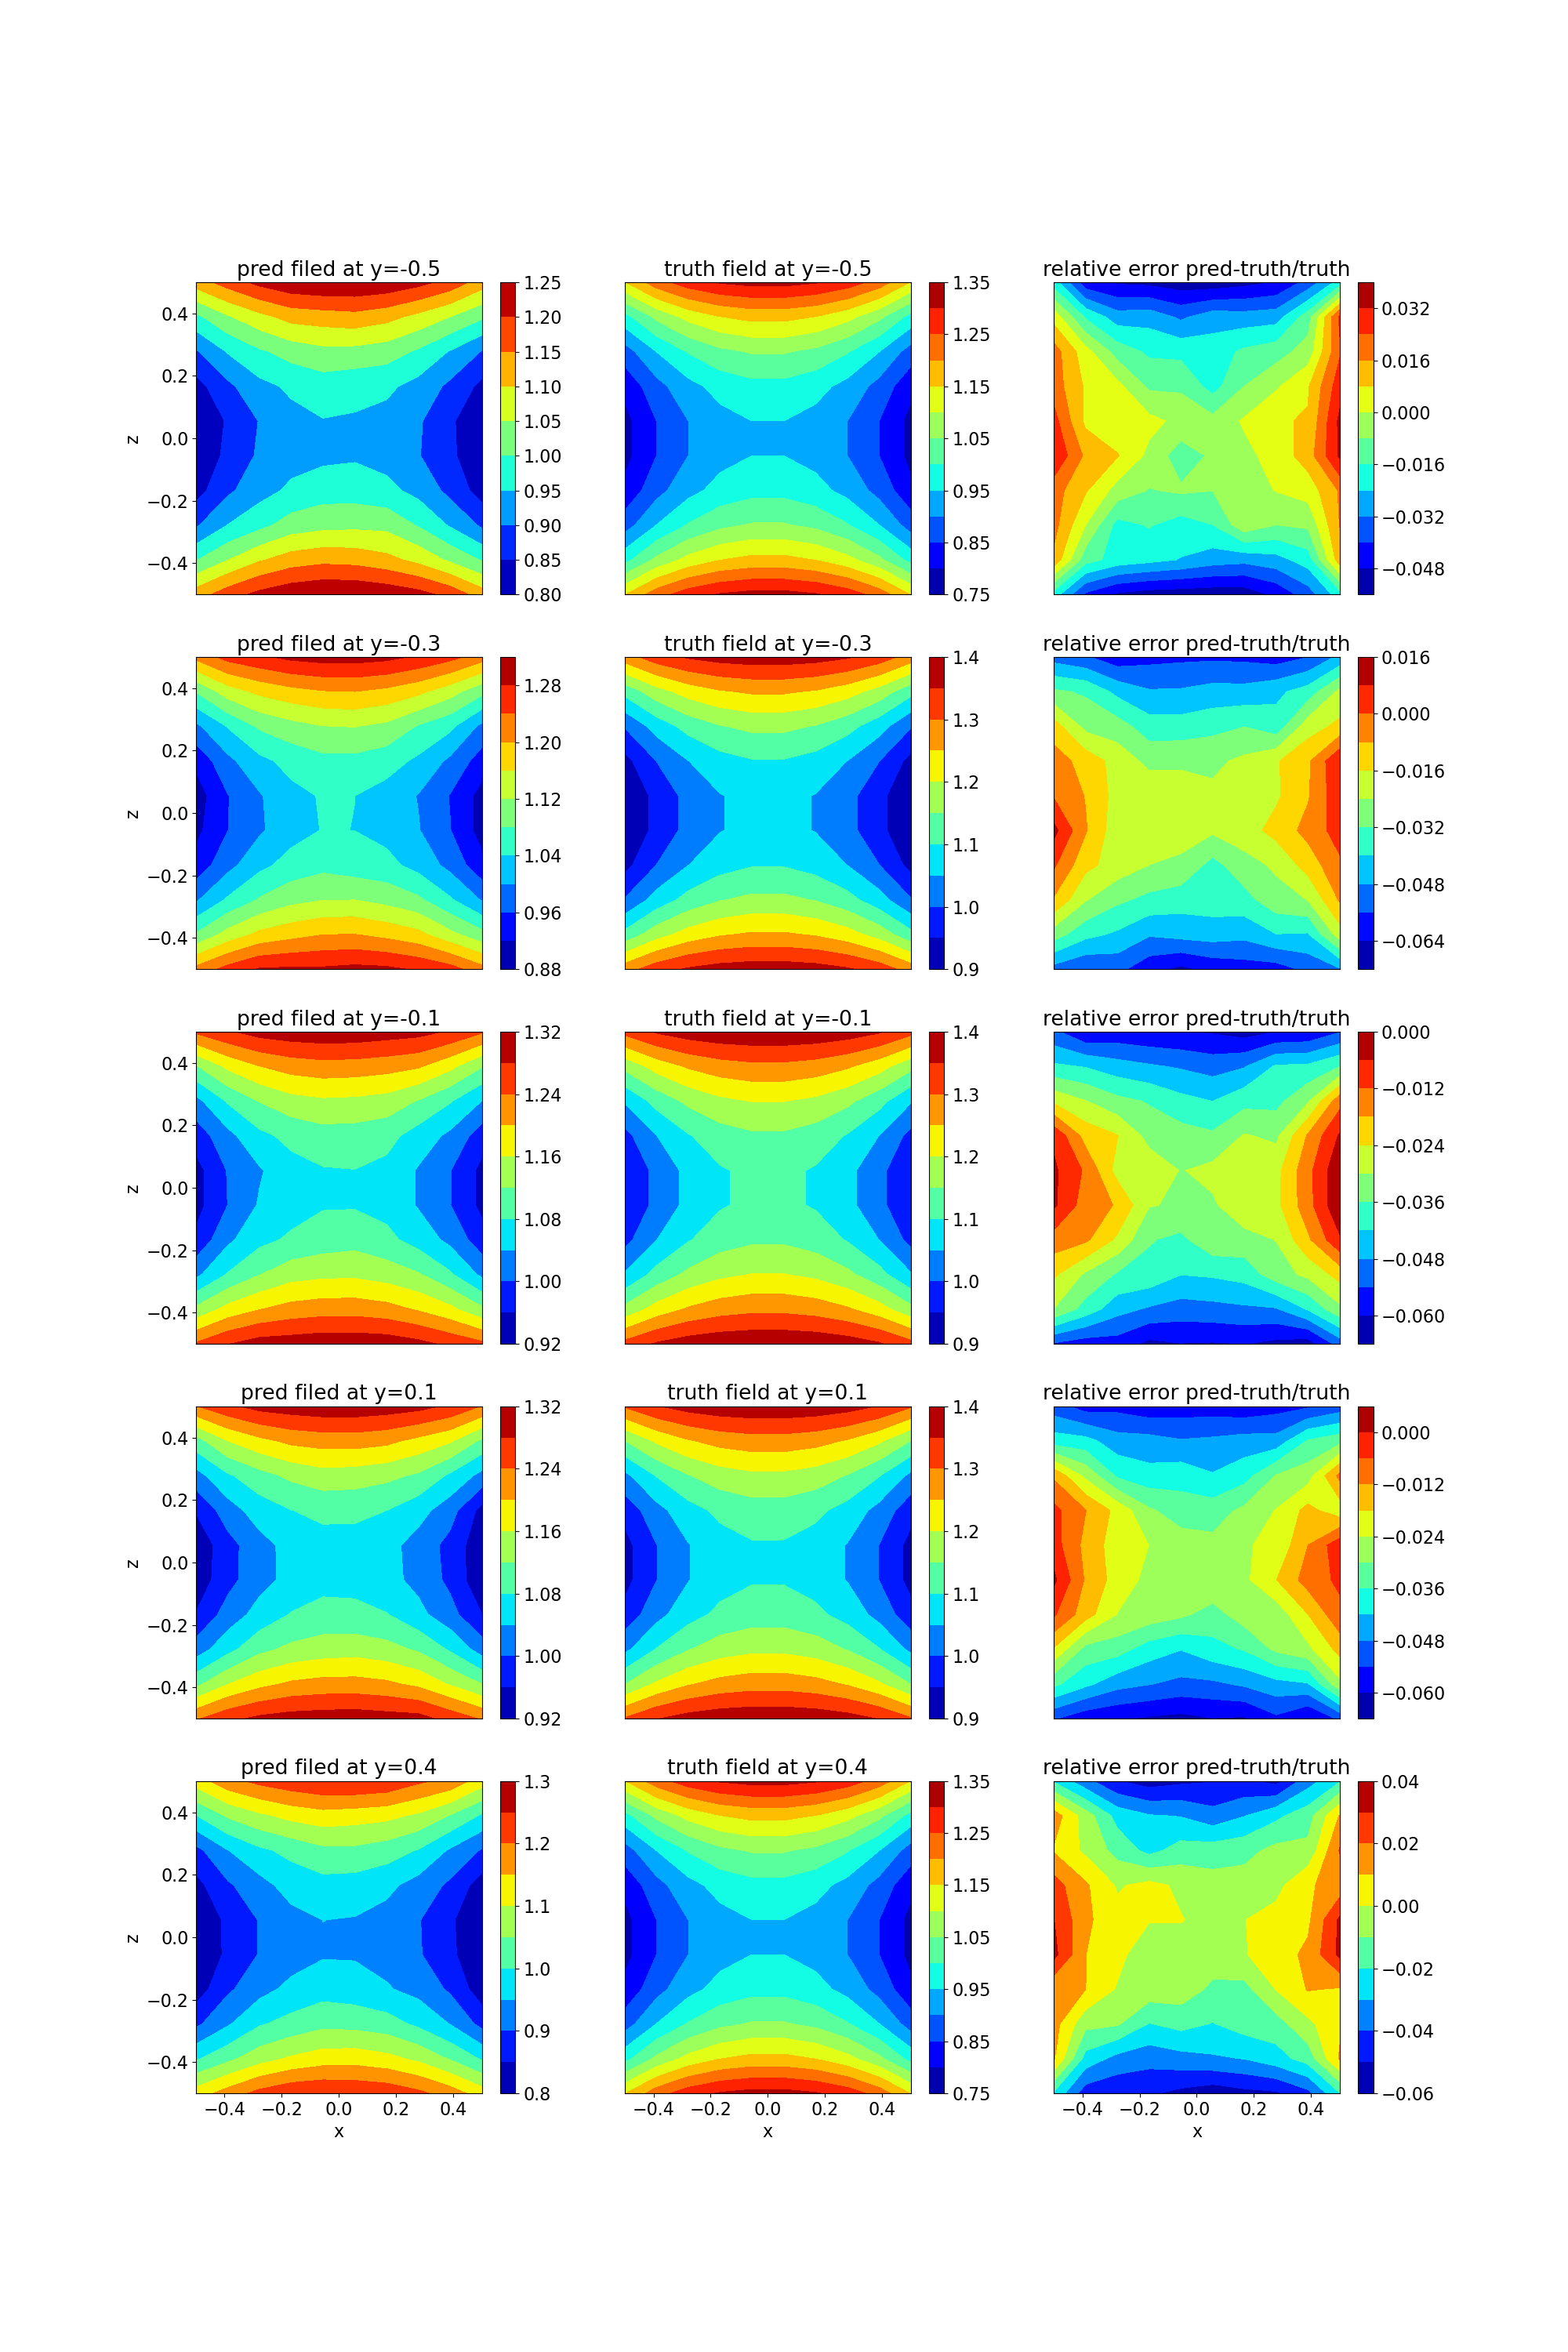 pred filed at y=-0.5 truth field at y=-0.5 relative error pred-truth/truth
z 0.4 0.2 0.0 −0.2 −0.4
1.25 1.20 1.15 1.10 1.05 1.00 0.95 0.90 0.85 0.80
1.35 1.25 1.15 1.05 0.95 0.85 0.75
0.032 0.016 0.000 −0.016 −0.032 −0.048
pred filed at y=-0.3 truth field at y=-0.3 relative error pred-truth/truth
z 0.4 0.2 0.0 −0.2 −0.4
1.28 1.20 1.12 1.04 0.96 0.88
1.4 1.3 1.2 1.1 1.0 0.9
0.016 0.000 −0.016 −0.032 −0.048 −0.064
pred filed at y=-0.1 truth field at y=-0.1 relative error pred-truth/truth
z 0.4 0.2 0.0 −0.2 −0.4
1.32 1.24 1.16 1.08 1.00 0.92
1.4 1.3 1.2 1.1 1.0 0.9
0.000 −0.012 −0.024 −0.036 −0.048 −0.060
pred filed at y=0.1 truth field at y=0.1 relative error pred-truth/truth
z 0.4 0.2 0.0 −0.2 −0.4
1.32 1.24 1.16 1.08 1.00 0.92
1.4 1.3 1.2 1.1 1.0 0.9
0.000 −0.012 −0.024 −0.036 −0.048 −0.060
pred filed at y=0.4 truth field at y=0.4 relative error pred-truth/truth
z 0.4 0.2 0.0 −0.2 −0.4
1.3 1.2 1.1 1.0 0.9 0.8
1.35 1.25 1.15 1.05 0.95 0.85 0.75
0.04 0.02 0.00 −0.02 −0.04 −0.06
−0.4 −0.2 0.0 0.2 0.4 −0.4 −0.2 0.0 0.2 0.4 −0.4 −0.2 0.0 0.2 0.4
x x x